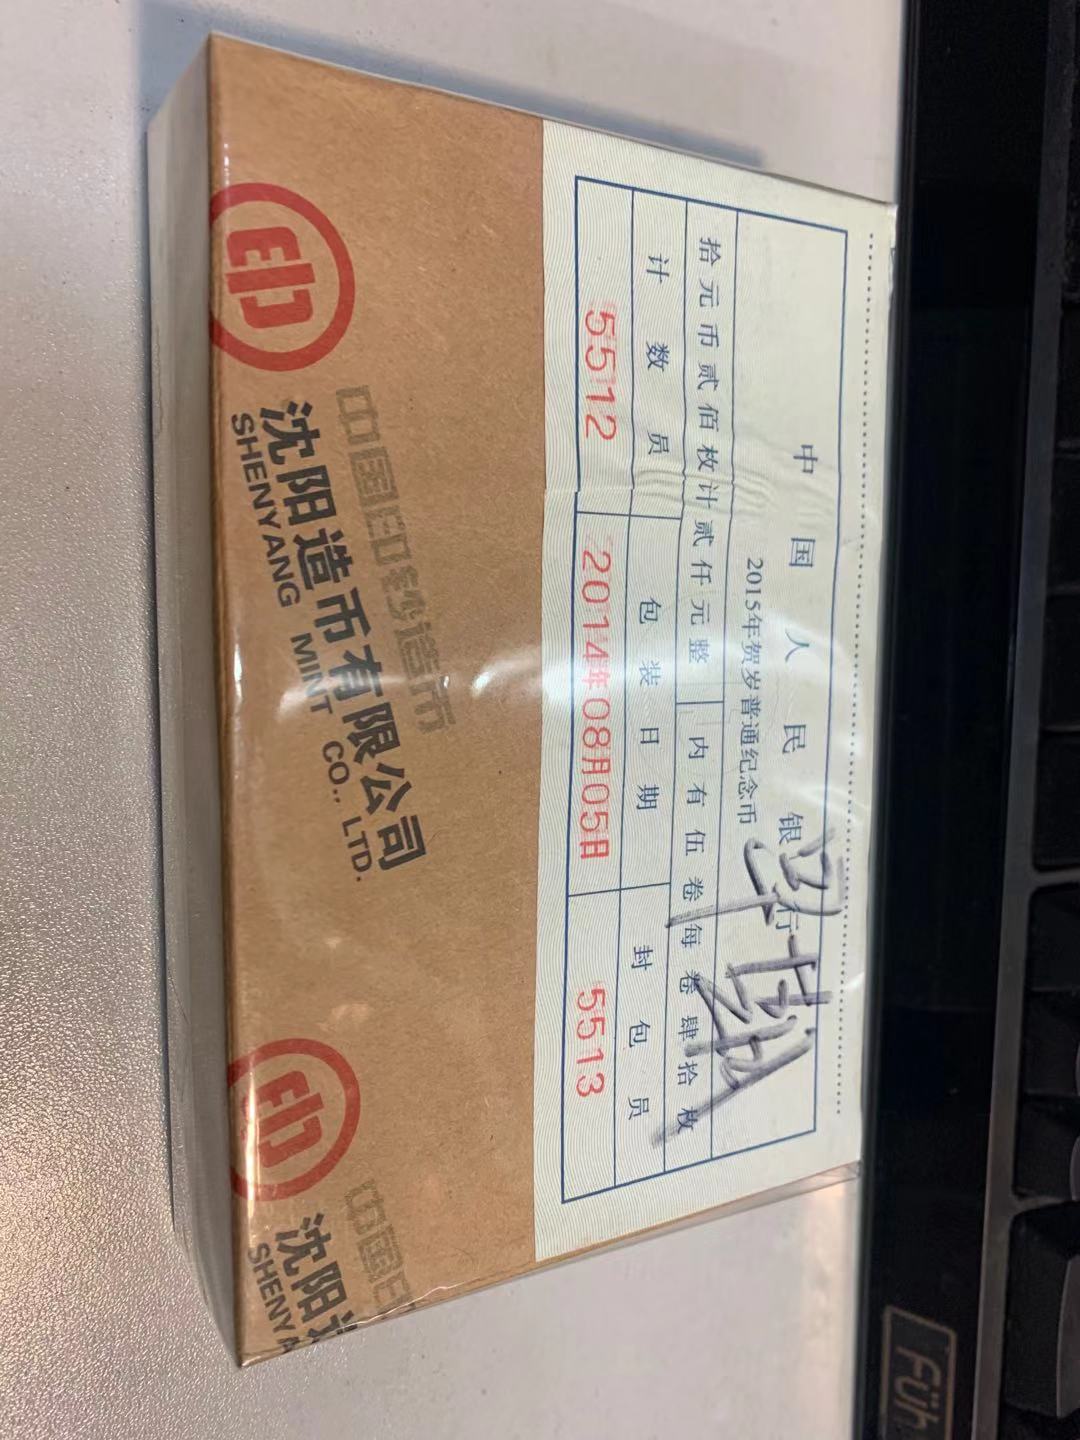 中国人民银行
2015年贺岁普通纪念币
拾元币贰佰枚计贰仟元整 内有伍卷每卷肆拾枚
计数员 包装日期 封包员
5512 2014年08月05日 5513
中国印钞造币
沈阳造币有限公司
SHENYANG MINT CO., LTD.
中国印
沈阳造
SHENYA
Füh